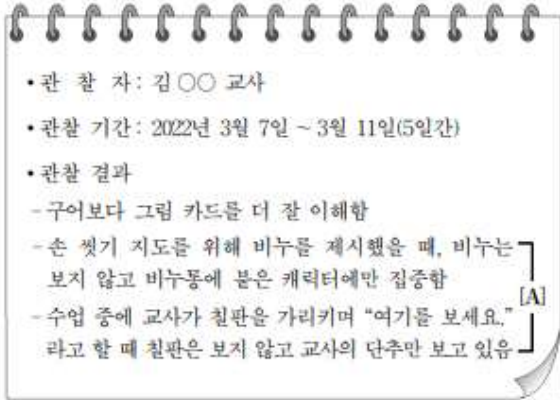 • 관 찰 자 : 김 ○○ 교사
• 관찰 기간 : 2022년 3월 7일 ~ 3월 11일(5일간)
• 관찰 결과
- 구어보다 그림 카드를 더 잘 이해함
- 손 씻기 지도를 위해 비누를 제시했을 때, 비누는
보지 않고 비누통에 붙은 캐릭터에만 집중함
[A]
- 수업 중에 교사가 칠판을 가리키며 “여기를 보세요.”
라고 할 때 칠판은 보지 않고 교사의 단추만 보고 있음